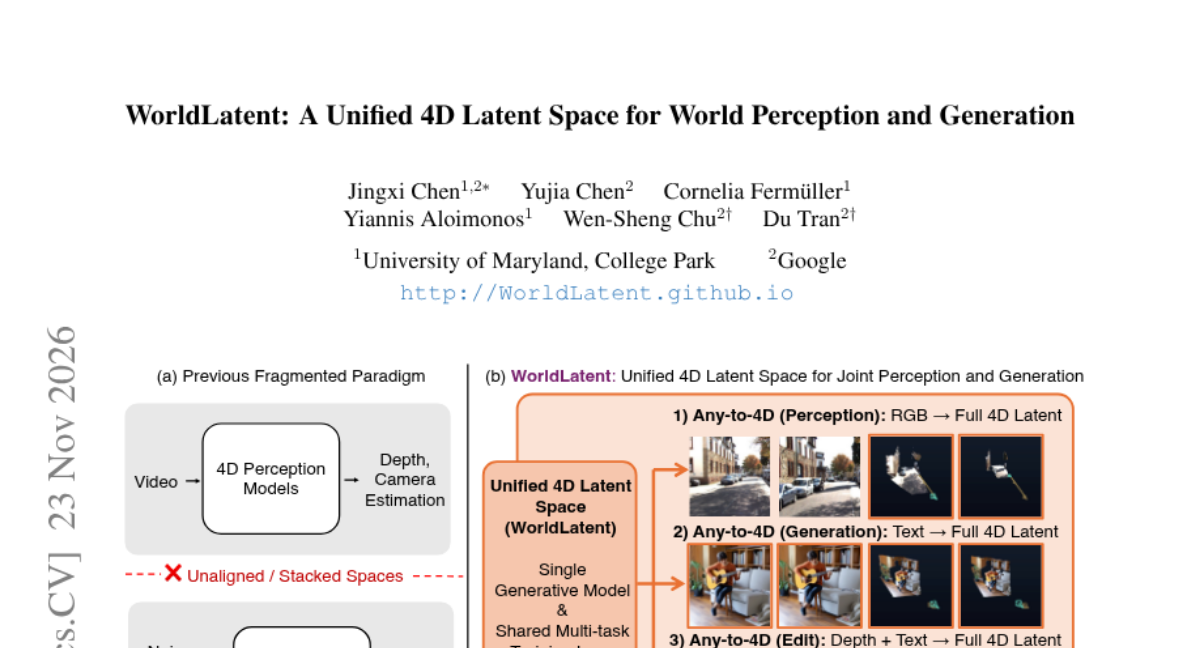 WorldLatent: A Unified 4D Latent Space for World Perception and Generation
Jingxi Chen1,2* Yujia Chen2 Cornelia Fermüller1
Yiannis Aloimonos1 Wen-Sheng Chu2† Du Tran2†
1University of Maryland, College Park 2Google
http://WorldLatent.github.io
cs.CV] 23 Nov 2026
(a) Previous Fragmented Paradigm
Video → 4D Perception Models → Depth, Camera Estimation
✗ Unaligned / Stacked Spaces
(b) WorldLatent: Unified 4D Latent Space for Joint Perception and Generation
Unified 4D Latent
Space
(WorldLatent)
Single
Generative Model
&
Shared Multi-task
1) Any-to-4D (Perception): RGB → Full 4D Latent
2) Any-to-4D (Generation): Text → Full 4D Latent
3) Any-to-4D (Edit): Depth + Text → Full 4D Latent